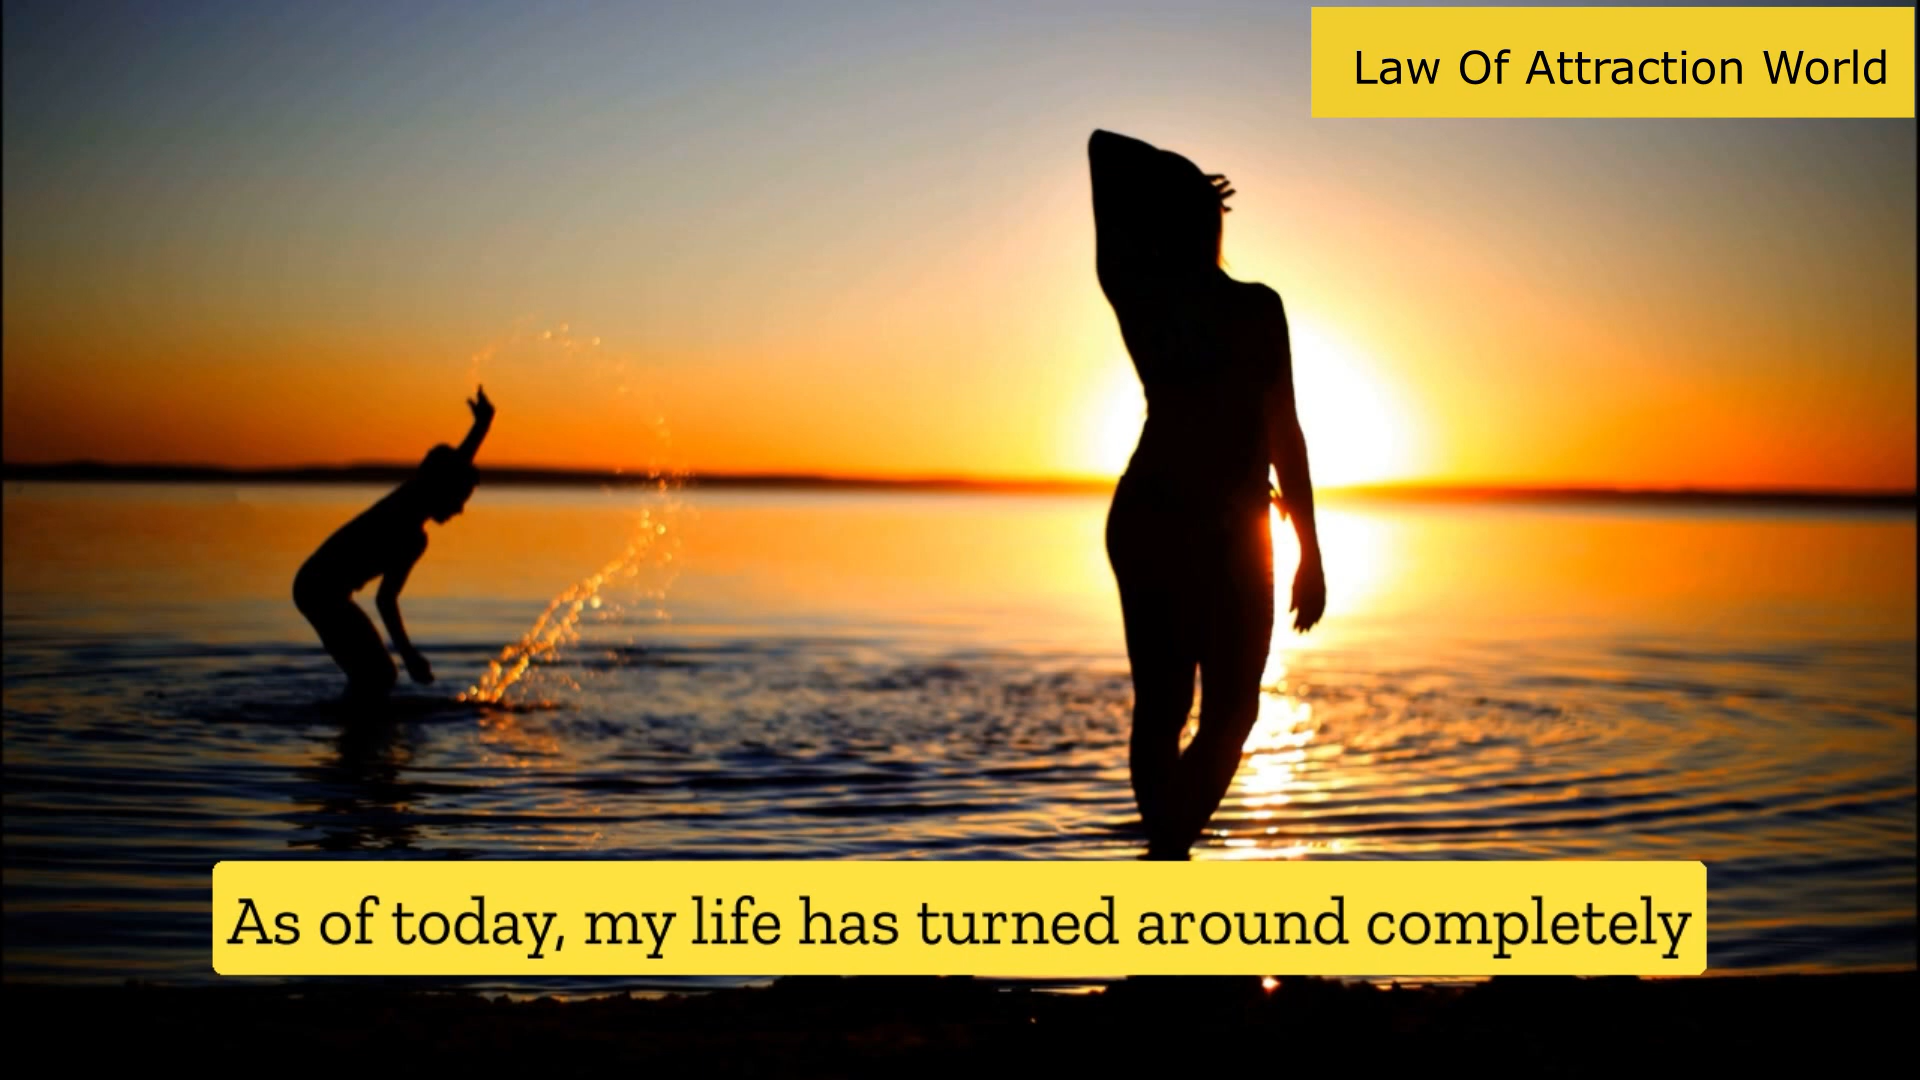 Law Of Attraction World
As of today, my life has turned around completely